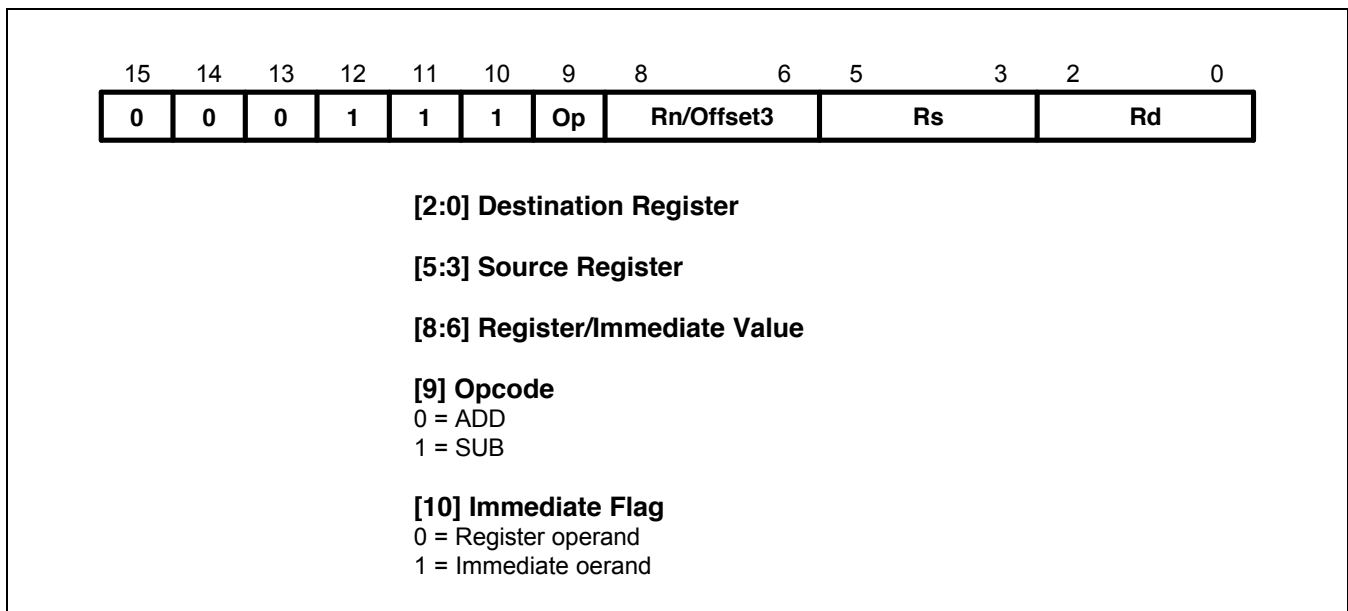 15 14 13 12 11 10 9 8 6 5 3 2 0
0 0 0 1 1 1 Op Rn/Offset3 Rs Rd
[2:0] Destination Register
[5:3] Source Register
[8:6] Register/Immediate Value
[9] Opcode
0 = ADD
1 = SUB
[10] Immediate Flag
0 = Register operand
1 = Immediate oerand